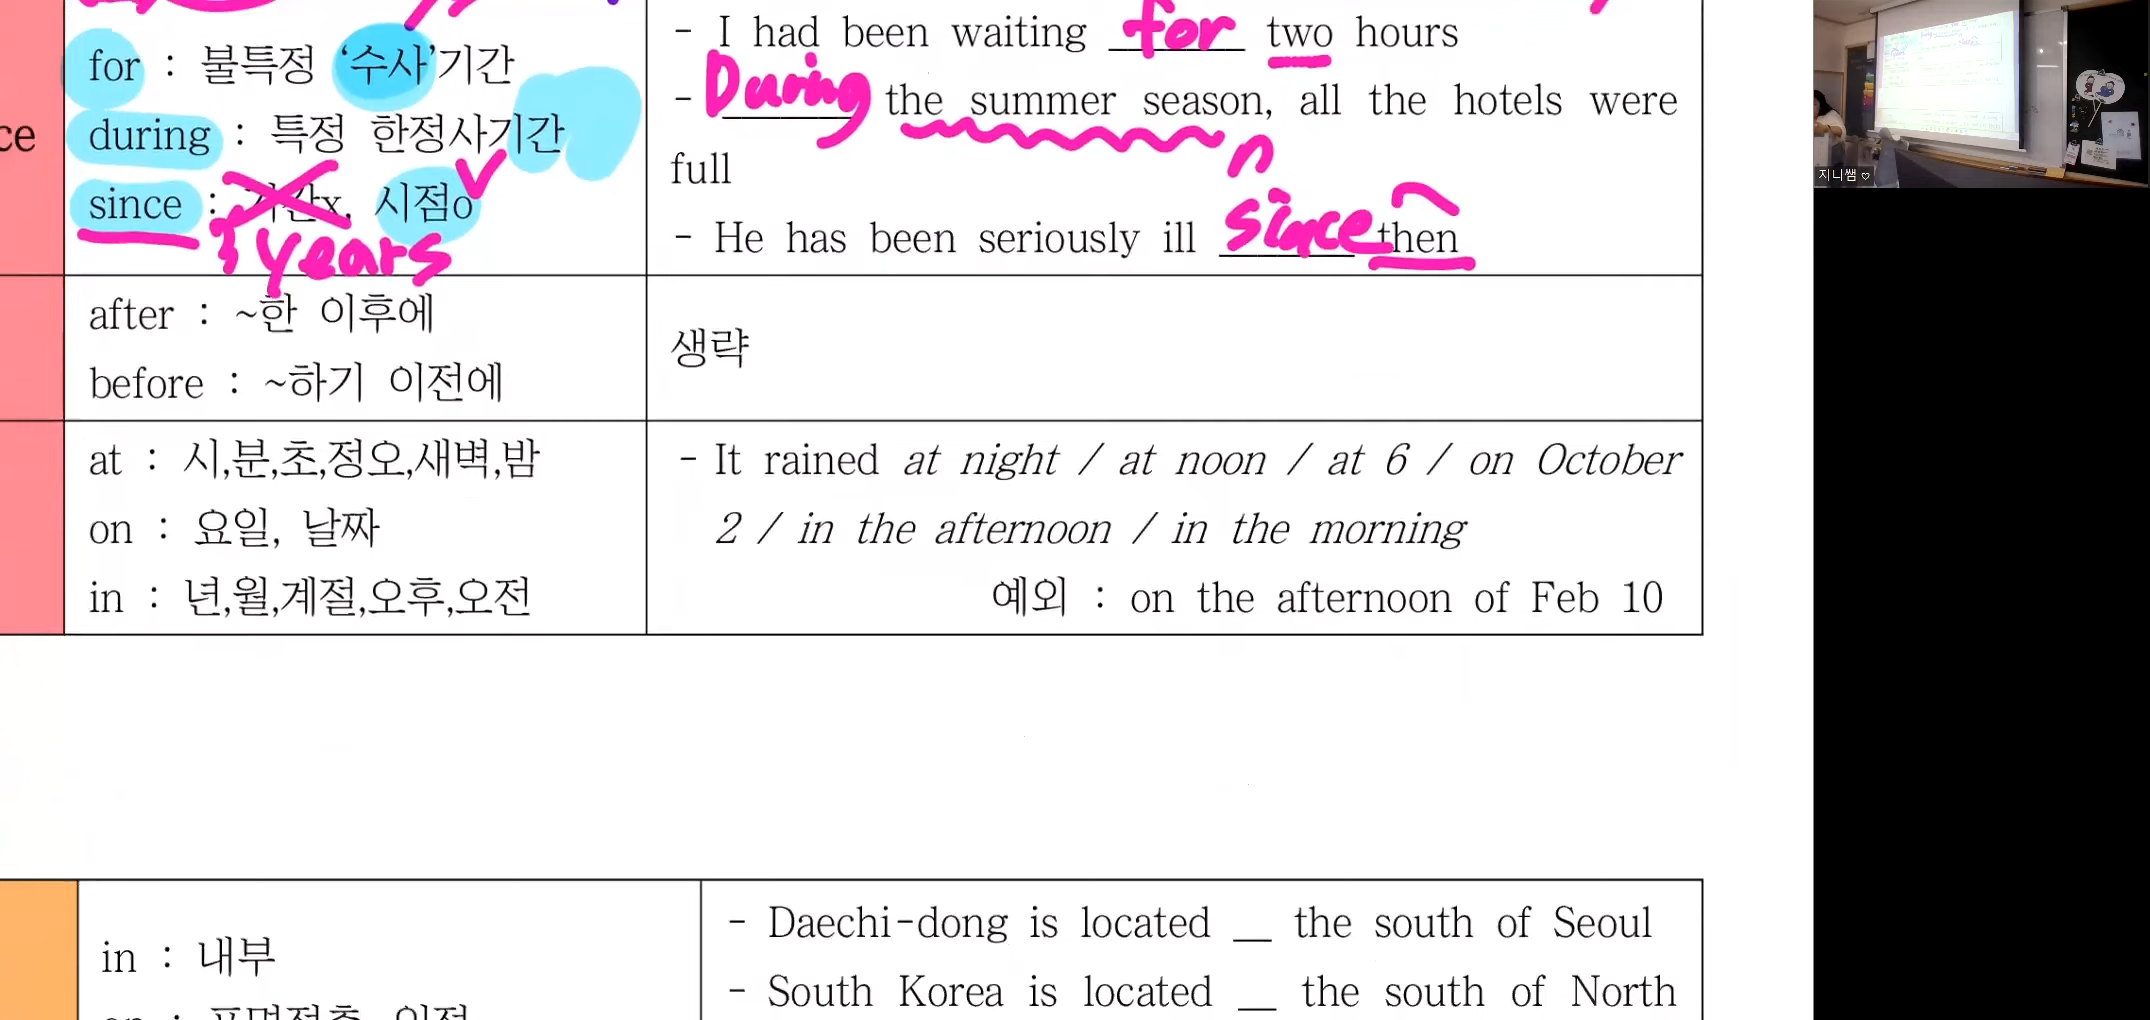 for : 불특정 '수사'기간
during : 특정 한정사기간
since : 기간x, 시점o
3 years
- I had been waiting for two hours
- During the summer season, all the hotels were
full
- He has been seriously ill since then
ce
after : ~한 이후에
before : ~하기 이전에
생략
at : 시,분,초,정오,새벽,밤
on : 요일, 날짜
in : 년,월,계절,오후,오전
- It rained at night / at noon / at 6 / on October
2 / in the afternoon / in the morning
예외 : on the afternoon of Feb 10
in : 내부
- Daechi-dong is located __ the south of Seoul
- South Korea is located __ the south of North
지니쌤 ♡